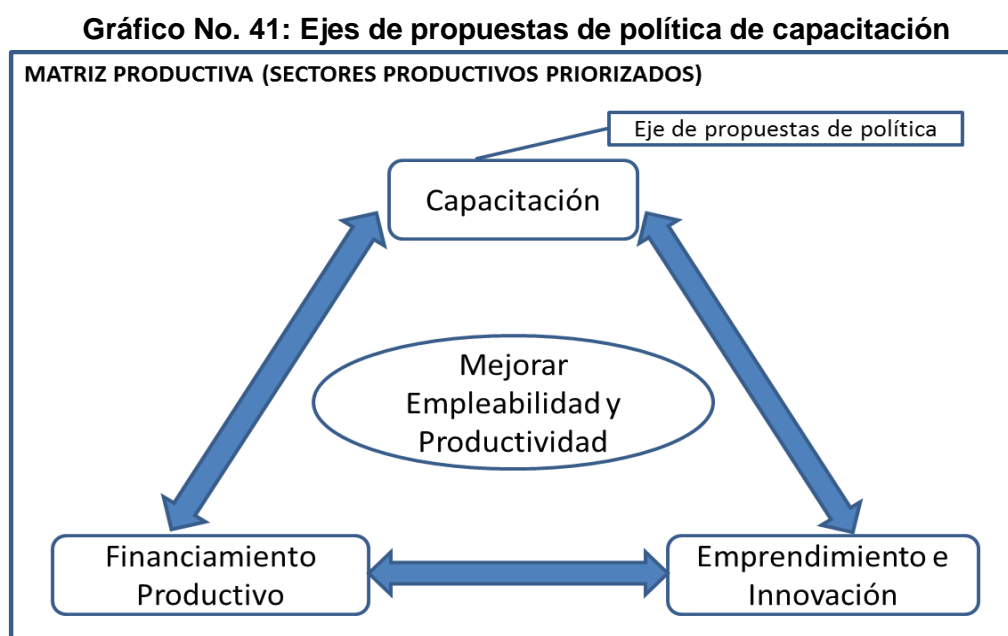 Gráfico No. 41: Ejes de propuestas de política de capacitación
MATRIZ PRODUCTIVA (SECTORES PRODUCTIVOS PRIORIZADOS)
Eje de propuestas de política
Capacitación
Mejorar
Empleabilidad y
Productividad
Financiamiento
Productivo
Emprendimiento e
Innovación